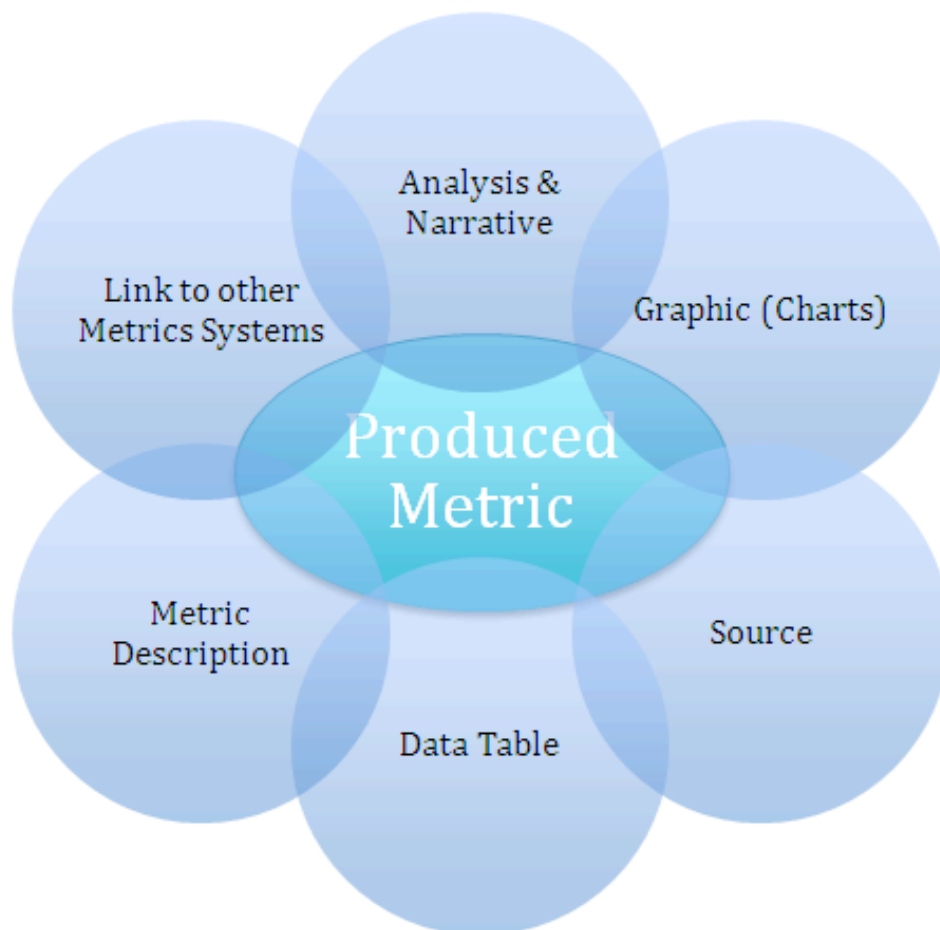 Analysis &
Narrative
Link to other
Metrics Systems
Graphic (Charts)
Produced
Metric
Metric
Description
Source
Data Table